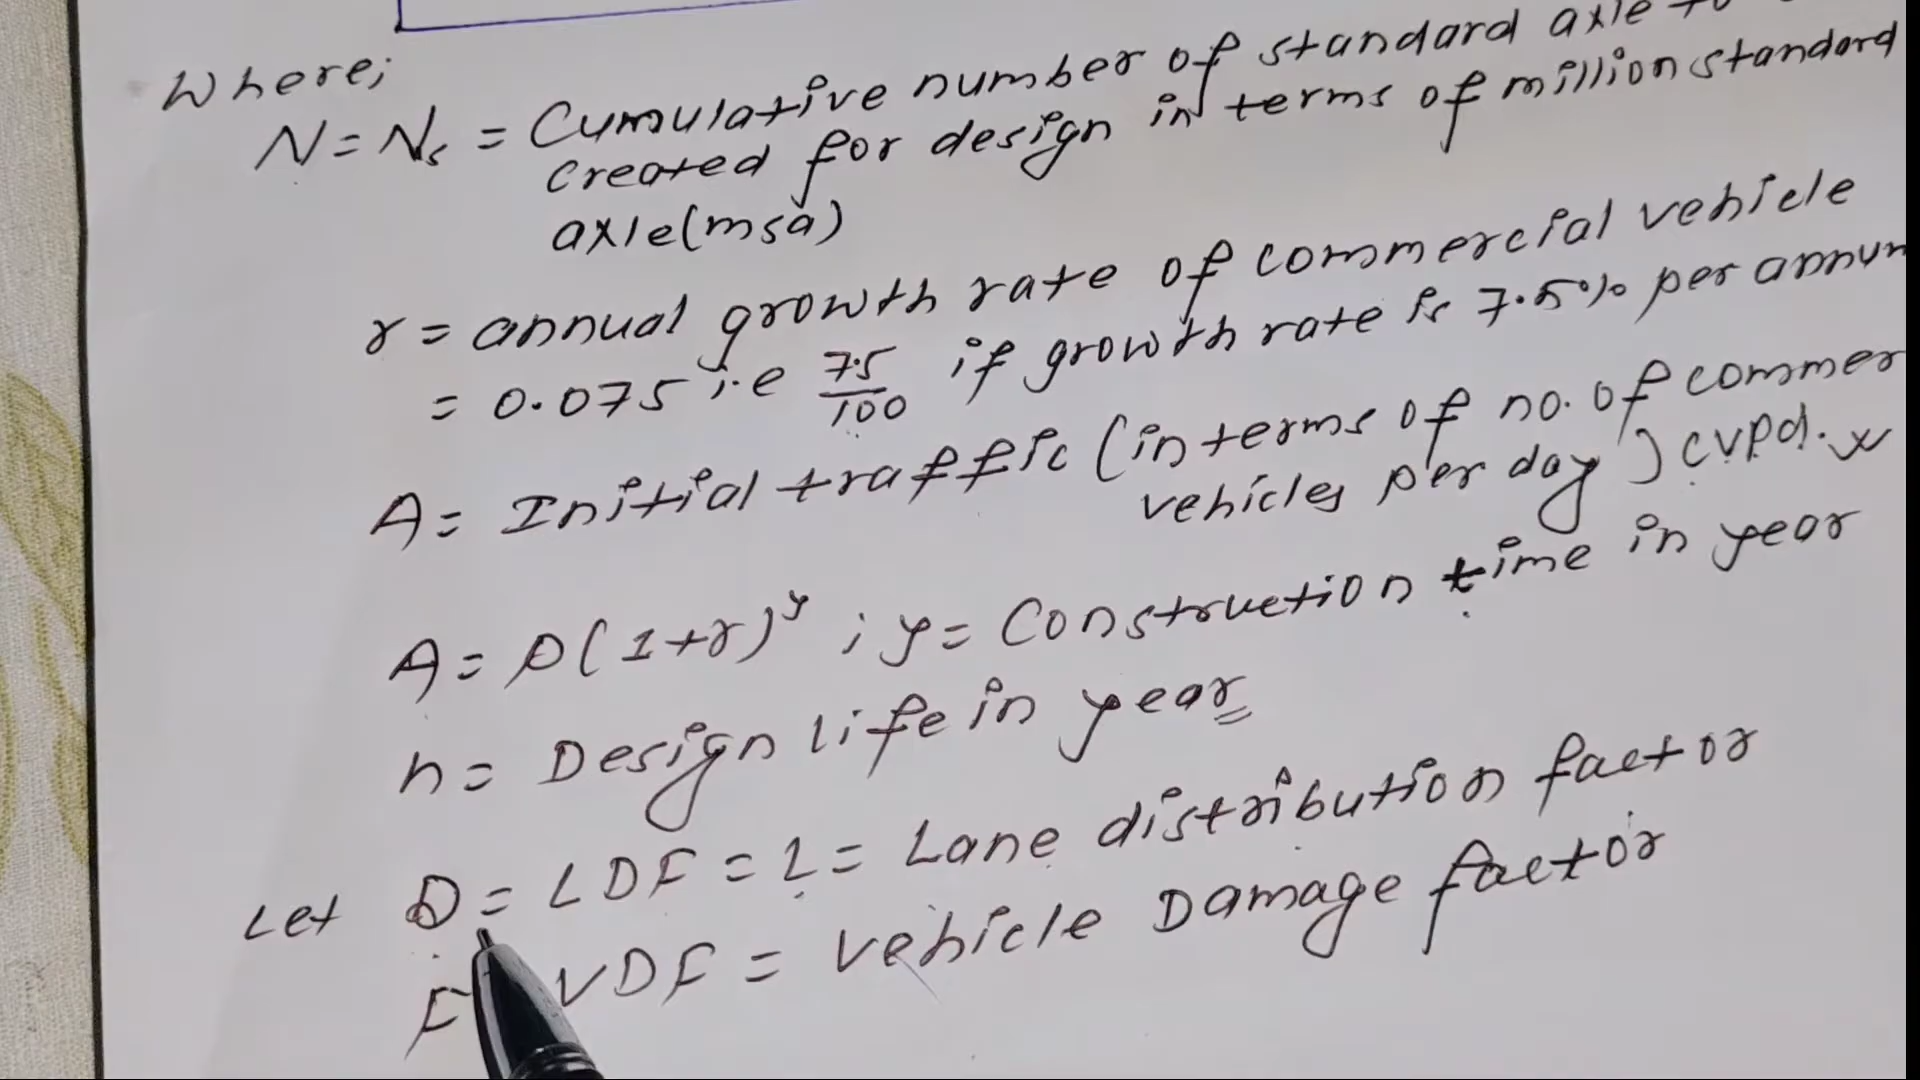 Where;
N = Ns = Cumulative number of standard axle to
created for design in terms of million standard
axle(msa)
r = annual growth rate of commercial vehicle
= 0.075 i.e 7.5/100 if growth rate is 7.5% per annum
A = Initial traffic (in terms of no. of commer
vehicles per day) cvpd.
A = P(1+r)^y ; y = Construction time in year
n = Design life in year
Let D = LDF = L = Lane distribution factor
F VDF = Vehicle Damage factor